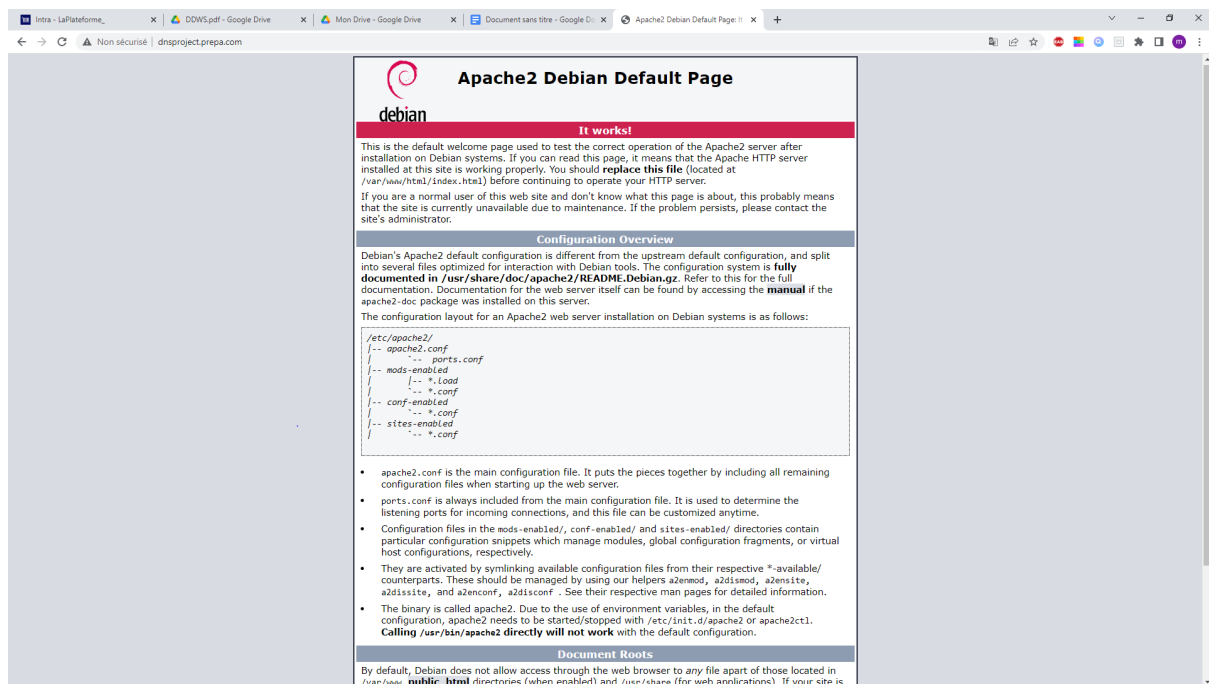 Intra - LaPlateforme_
DDWS.pdf - Google Drive
Mon Drive - Google Drive
Document sans titre - Google Do
Apache2 Debian Default Page: It
Non sécurisé | dnsproject.prepa.com
m
Apache2 Debian Default Page
debian
It works!
This is the default welcome page used to test the correct operation of the Apache2 server after
installation on Debian systems. If you can read this page, it means that the Apache HTTP server
installed at this site is working properly. You should replace this file (located at
/var/www/html/index.html) before continuing to operate your HTTP server.
If you are a normal user of this web site and don't know what this page is about, this probably means
that the site is currently unavailable due to maintenance. If the problem persists, please contact the
site's administrator.
Configuration Overview
Debian's Apache2 default configuration is different from the upstream default configuration, and split
into several files optimized for interaction with Debian tools. The configuration system is fully
documented in /usr/share/doc/apache2/README.Debian.gz. Refer to this for the full
documentation. Documentation for the web server itself can be found by accessing the manual if the
apache2-doc package was installed on this server.
The configuration layout for an Apache2 web server installation on Debian systems is as follows:
/etc/apache2/
|-- apache2.conf
|       `--  ports.conf
|-- mods-enabled
|       |-- *.load
|       `-- *.conf
|-- conf-enabled
|       `-- *.conf
|-- sites-enabled
|       `-- *.conf
• apache2.conf is the main configuration file. It puts the pieces together by including all remaining
configuration files when starting up the web server.
• ports.conf is always included from the main configuration file. It is used to determine the
listening ports for incoming connections, and this file can be customized anytime.
• Configuration files in the mods-enabled/, conf-enabled/ and sites-enabled/ directories contain
particular configuration snippets which manage modules, global configuration fragments, or virtual
host configurations, respectively.
• They are activated by symlinking available configuration files from their respective *-available/
counterparts. These should be managed by using our helpers a2enmod, a2dismod, a2ensite,
a2dissite, and a2enconf, a2disconf . See their respective man pages for detailed information.
• The binary is called apache2. Due to the use of environment variables, in the default
configuration, apache2 needs to be started/stopped with /etc/init.d/apache2 or apache2ctl.
Calling /usr/bin/apache2 directly will not work with the default configuration.
Document Roots
By default, Debian does not allow access through the web browser to any file apart of those located in
/var/www, public_html directories (when enabled) and /usr/share (for web applications). If your site is